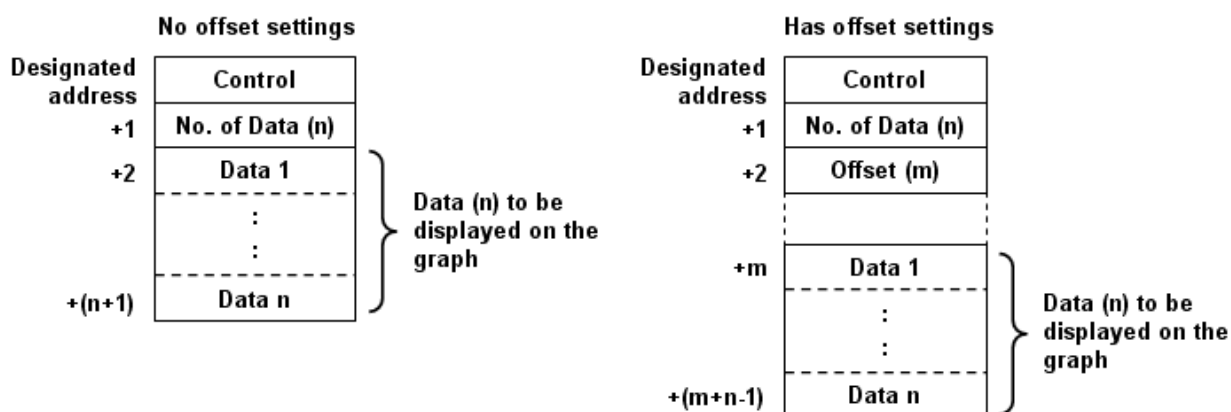 No offset settings
Designated
address
Control
+1
No. of Data (n)
+2
Data 1
:
:
+(n+1)
Data n
Data (n) to be
displayed on the
graph
Has offset settings
Designated
address
Control
+1
No. of Data (n)
+2
Offset (m)
+m
Data 1
:
:
+(m+n-1)
Data n
Data (n) to be
displayed on the
graph